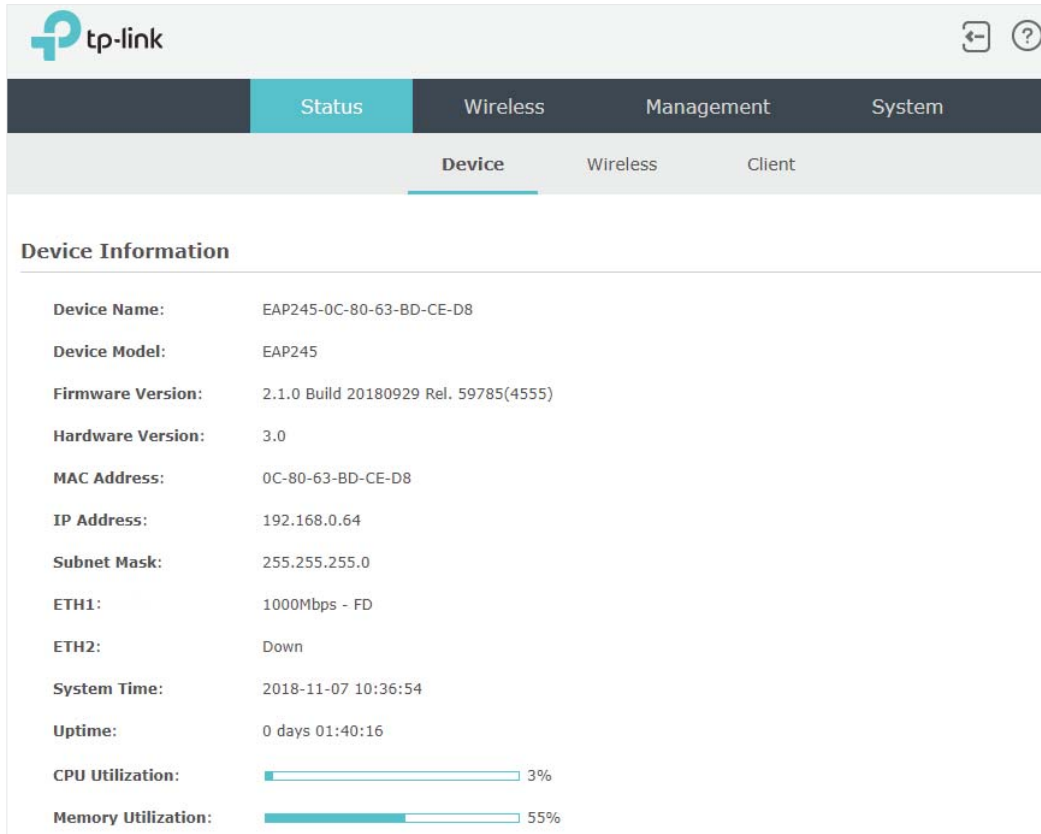 tp-link
Status Wireless Management System
Device Wireless Client
Device Information
Device Name: EAP245-0C-80-63-BD-CE-D8
Device Model: EAP245
Firmware Version: 2.1.0 Build 20180929 Rel. 59785(4555)
Hardware Version: 3.0
MAC Address: 0C-80-63-BD-CE-D8
IP Address: 192.168.0.64
Subnet Mask: 255.255.255.0
ETH1: 1000Mbps - FD
ETH2: Down
System Time: 2018-11-07 10:36:54
Uptime: 0 days 01:40:16
CPU Utilization: 3%
Memory Utilization: 55%